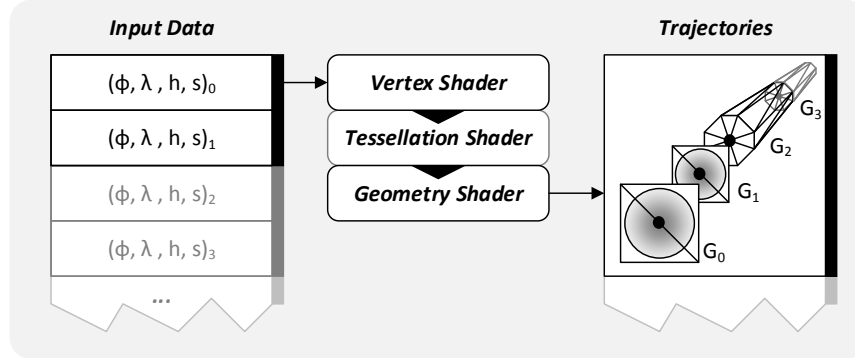 Input Data
(ϕ, λ , h, s)₀
(ϕ, λ , h, s)₁
(ϕ, λ , h, s)₂
(ϕ, λ , h, s)₃
...
Vertex Shader
Tessellation Shader
Geometry Shader
Trajectories
G₃
G₂
G₁
G₀